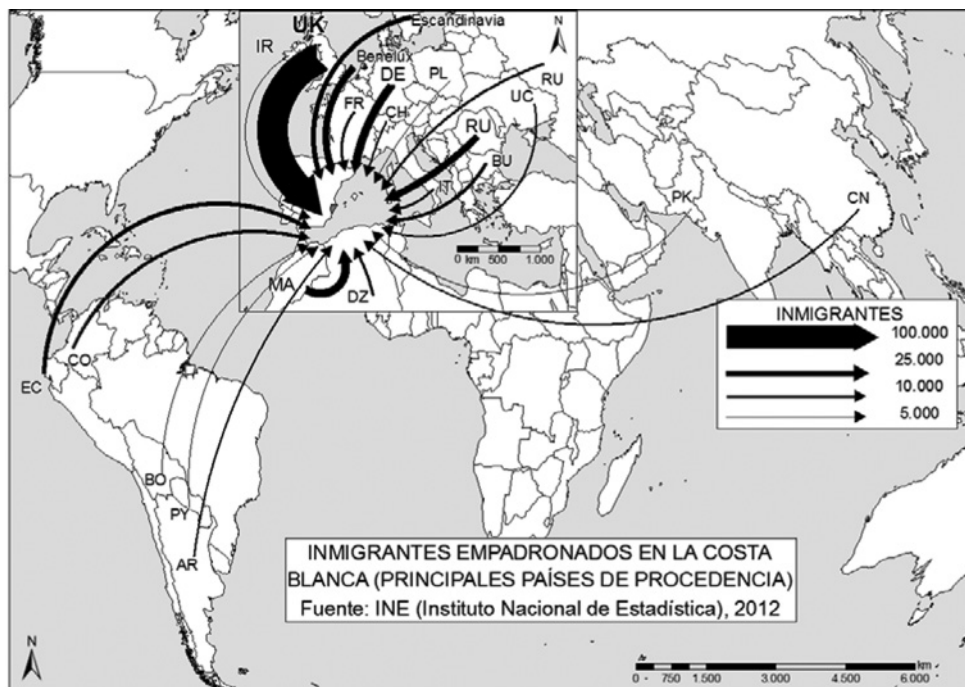 UK
Escandinavia
N
IR
Benelux
DE
PL
RU
FR
CH
UC
RU
BU
IT
PK
CN
0 500 1.000
km
MA
DZ
CO
EC
BO
PY
AR
INMIGRANTES
100.000
25.000
10.000
5.000
INMIGRANTES EMPADRONADOS EN LA COSTA
BLANCA (PRINCIPALES PAÍSES DE PROCEDENCIA)
Fuente: INE (Instituto Nacional de Estadística), 2012
N
km
0 750 1.500 3.000 4.500 6.000